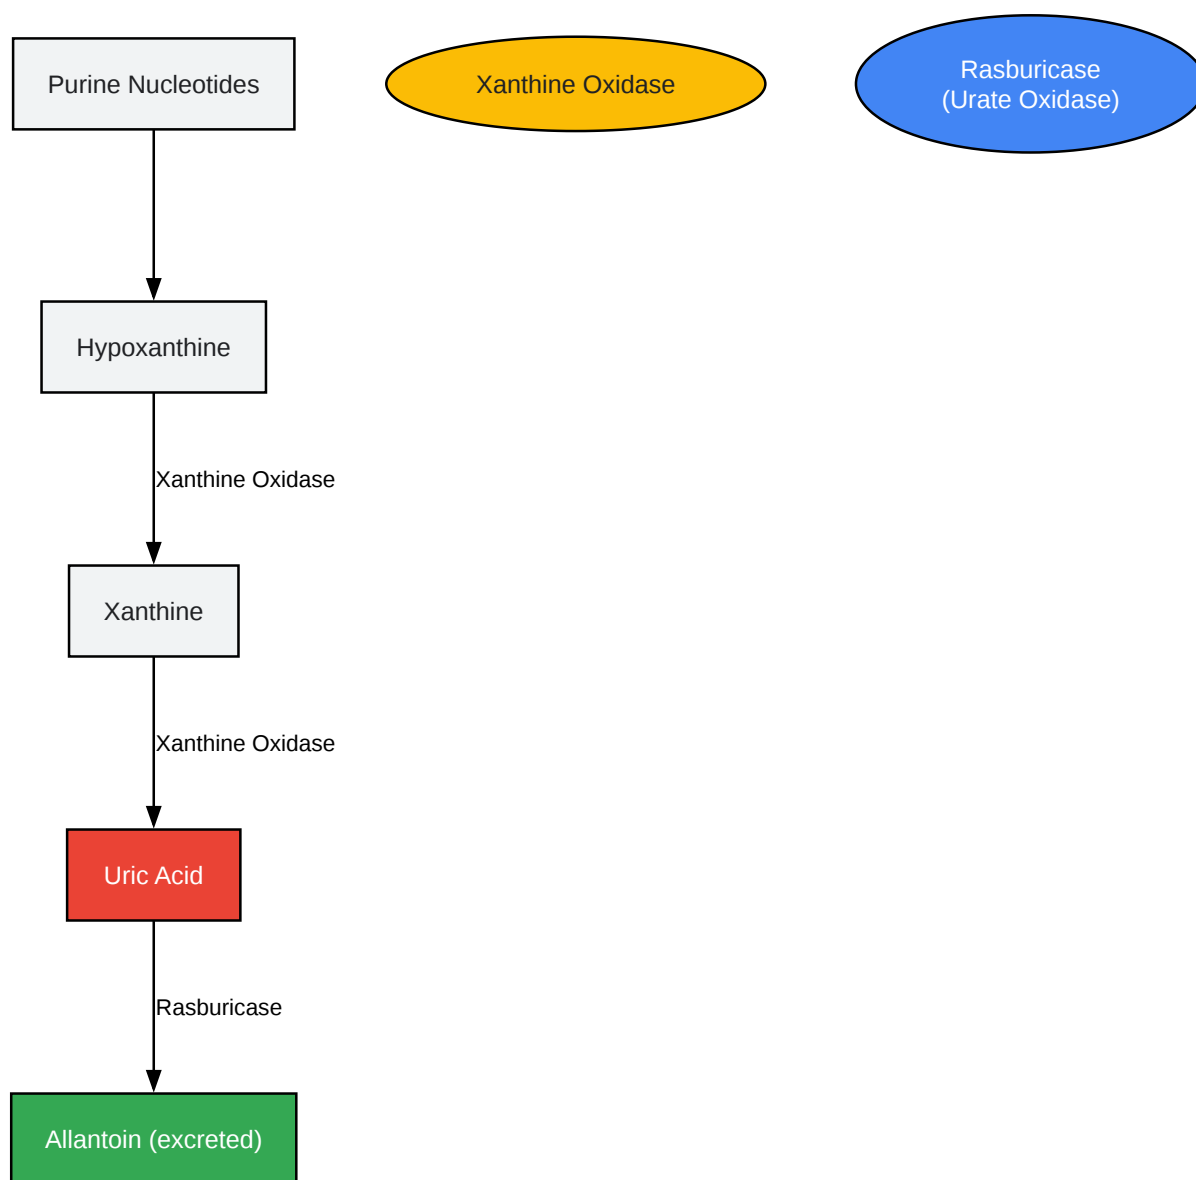 Purine Nucleotides
Xanthine Oxidase
Rasburicase
(Urate Oxidase)
Hypoxanthine
Xanthine Oxidase
Xanthine
Xanthine Oxidase
Uric Acid
Rasburicase
Allantoin (excreted)